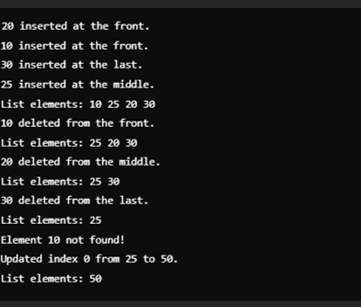 20 inserted at the front.
10 inserted at the front.
30 inserted at the last.
25 inserted at the middle.
List elements: 10 25 20 30
10 deleted from the front.
List elements: 25 20 30
20 deleted from the middle.
List elements: 25 30
30 deleted from the last.
List elements: 25
Element 10 not found!
Updated index 0 from 25 to 50.
List elements: 50